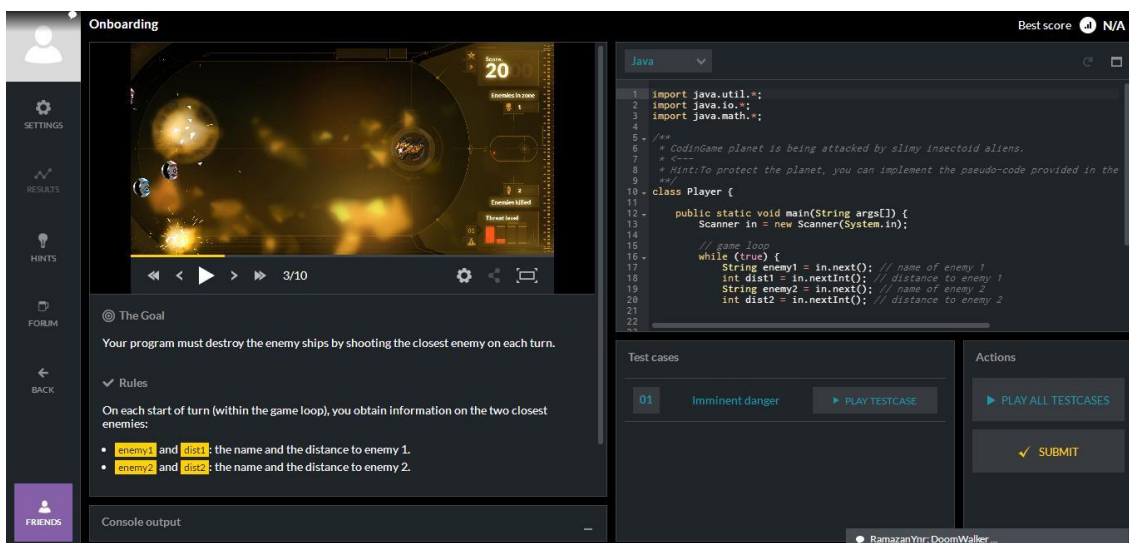 Onboarding
Best score N/A
SETTINGS
RESULTS
HINTS
FORUM
BACK
FRIENDS
Score
20
Enemies in zone
1
2
Enemies killed
Threat level
01
3/10
The Goal
Your program must destroy the enemy ships by shooting the closest enemy on each turn.
Rules
On each start of turn (within the game loop), you obtain information on the two closest
enemies:
• enemy1 and dist1: the name and the distance to enemy 1.
• enemy2 and dist2: the name and the distance to enemy 2.
Console output
Java
1 import java.util.*;
2 import java.io.*;
3 import java.math.*;
4
5 /**
6 * CodinGame planet is being attacked by slimy insectoid aliens.
7 * <---
8 * Hint:To protect the planet, you can implement the pseudo-code provided in the
9 **/
10 class Player {
11
12 public static void main(String args[]) {
13 Scanner in = new Scanner(System.in);
14
15 // game loop
16 while (true) {
17 String enemy1 = in.next(); // name of enemy 1
18 int dist1 = in.nextInt(); // distance to enemy 1
19 String enemy2 = in.next(); // name of enemy 2
20 int dist2 = in.nextInt(); // distance to enemy 2
21
22
Test cases
01 Imminent danger PLAY TESTCASE
Actions
PLAY ALL TESTCASES
SUBMIT
RamazanYnr; DoomWalker ...